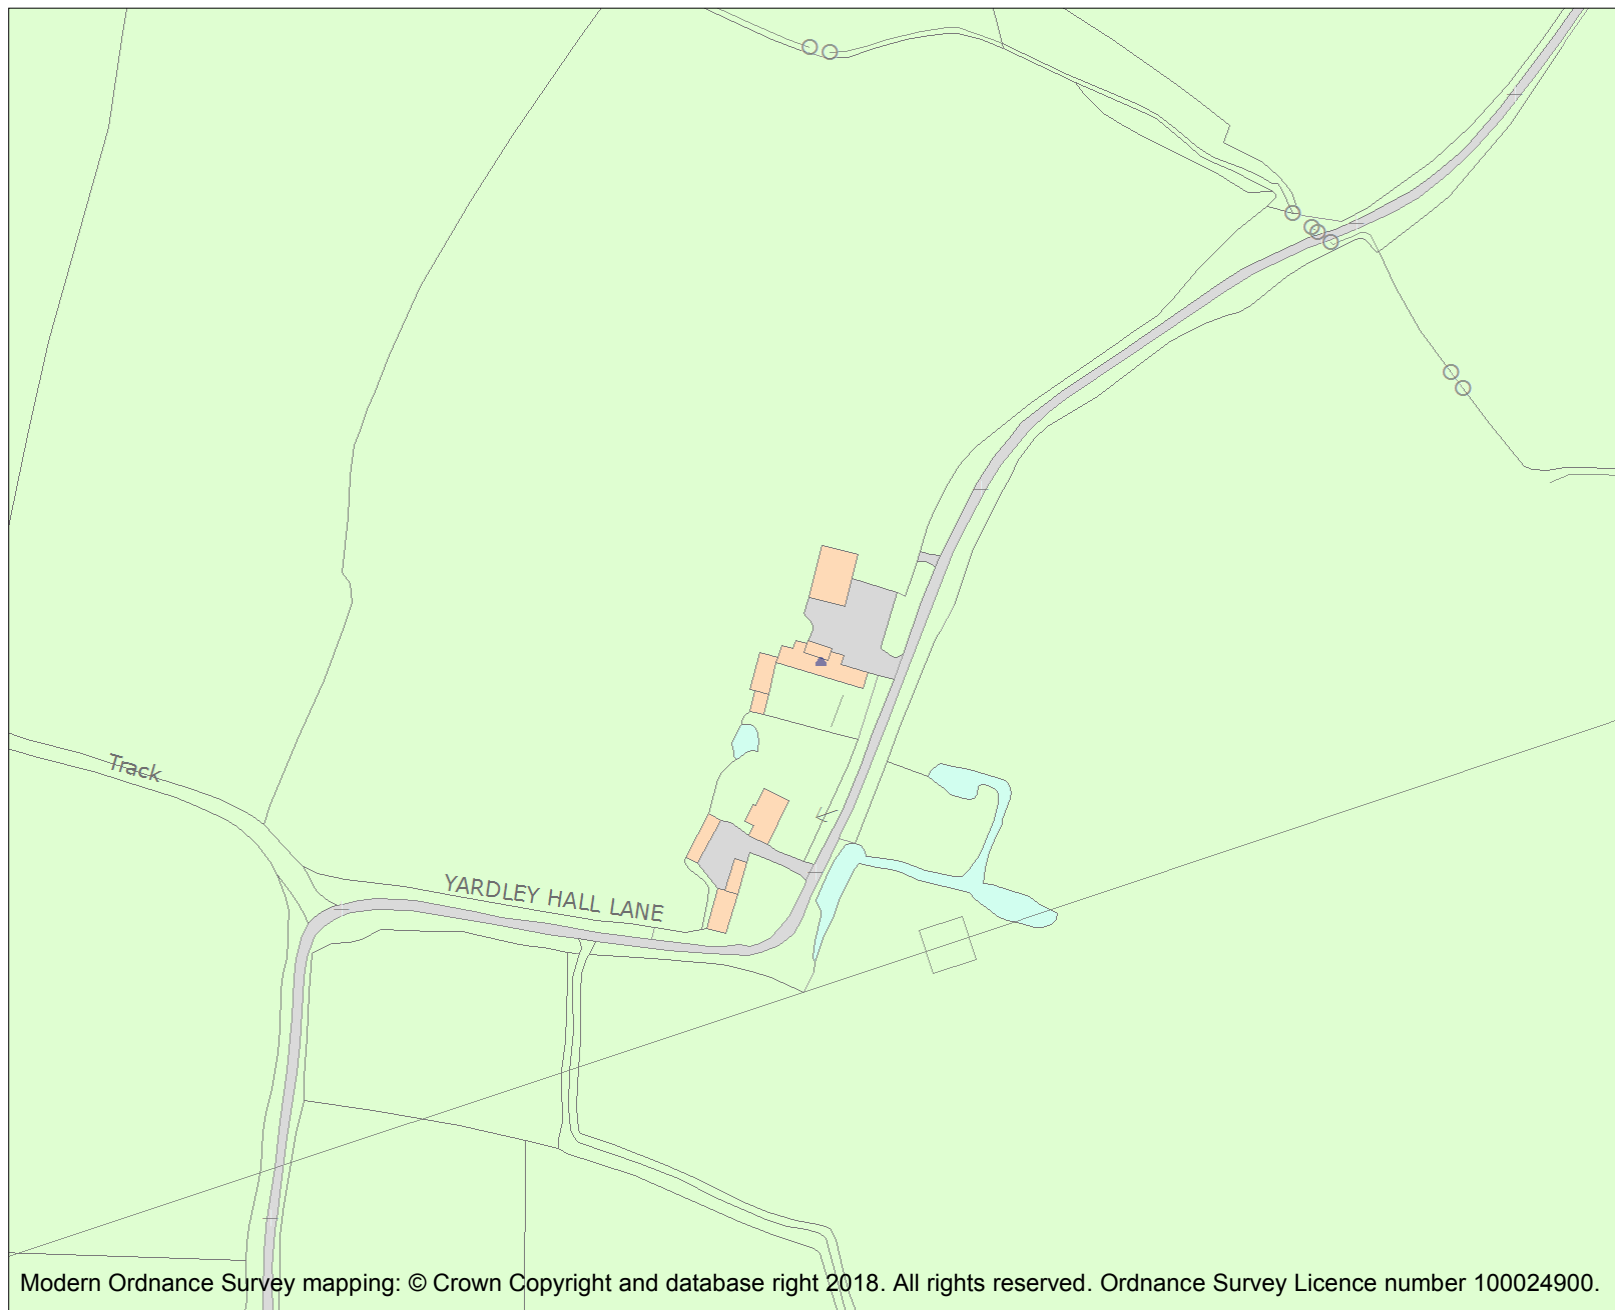 Track
YARDLEY HALL LANE
Modern Ordnance Survey mapping: © Crown Copyright and database right 2018. All rights reserved. Ordnance Survey Licence number 100024900.